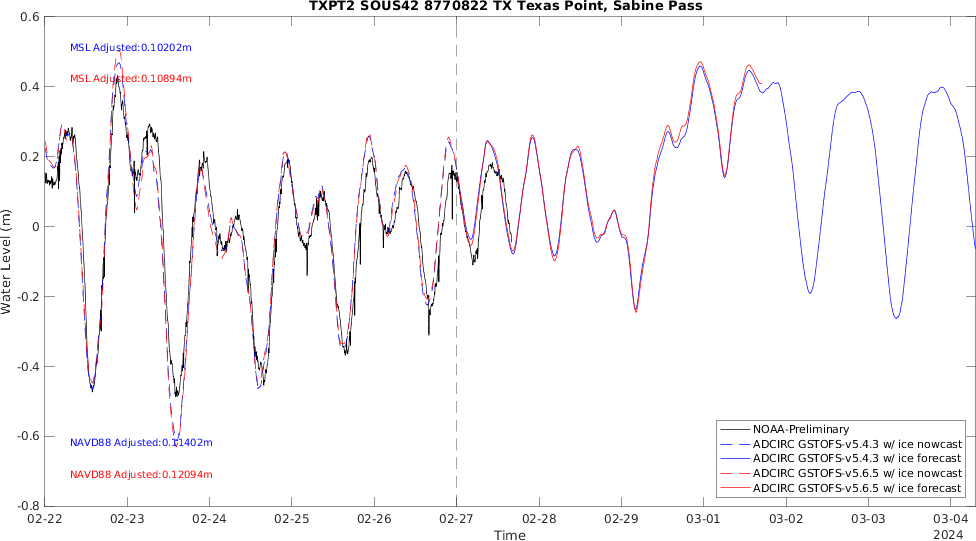 TXPT2 SOUS42 8770822 TX Texas Point, Sabine Pass
0.6
0.4
0.2
0
-0.2
-0.4
-0.6
-0.8
Water Level (m)
MSL Adjusted:0.10202m
MSL Adjusted:0.10894m
NAVD88 Adjusted:0.11402m
NAVD88 Adjusted:0.12094m
NOAA-Preliminary
ADCIRC GSTOFS-v5.4.3 w/ ice nowcast
ADCIRC GSTOFS-v5.4.3 w/ ice forecast
ADCIRC GSTOFS-v5.6.5 w/ ice nowcast
ADCIRC GSTOFS-v5.6.5 w/ ice forecast
02-22 02-23 02-24 02-25 02-26 02-27 02-28 02-29 03-01 03-02 03-03 03-04
Time
2024